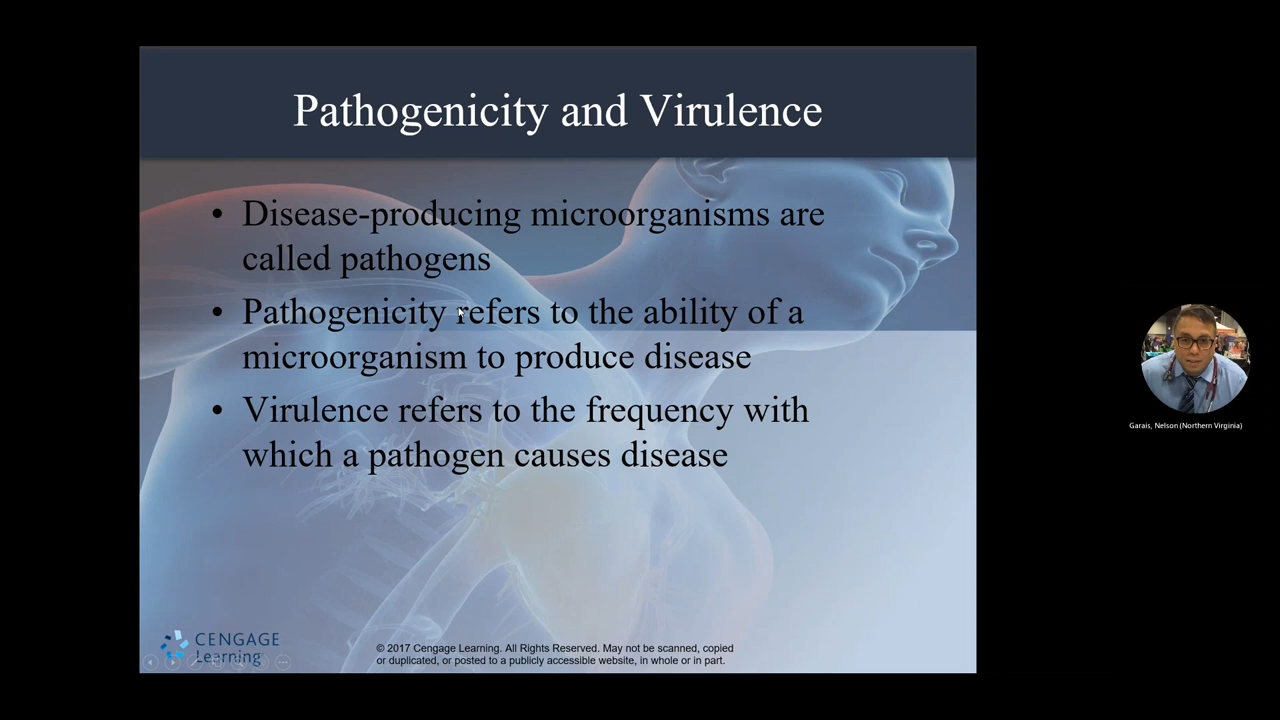 Pathogenicity and Virulence
• Disease-producing microorganisms are
called pathogens
• Pathogenicity refers to the ability of a
microorganism to produce disease
• Virulence refers to the frequency with
which a pathogen causes disease
Garais, Nelson (Northern Virginia)
CENGAGE
Learning
© 2017 Cengage Learning. All Rights Reserved. May not be scanned, copied
or duplicated, or posted to a publicly accessible website, in whole or in part.